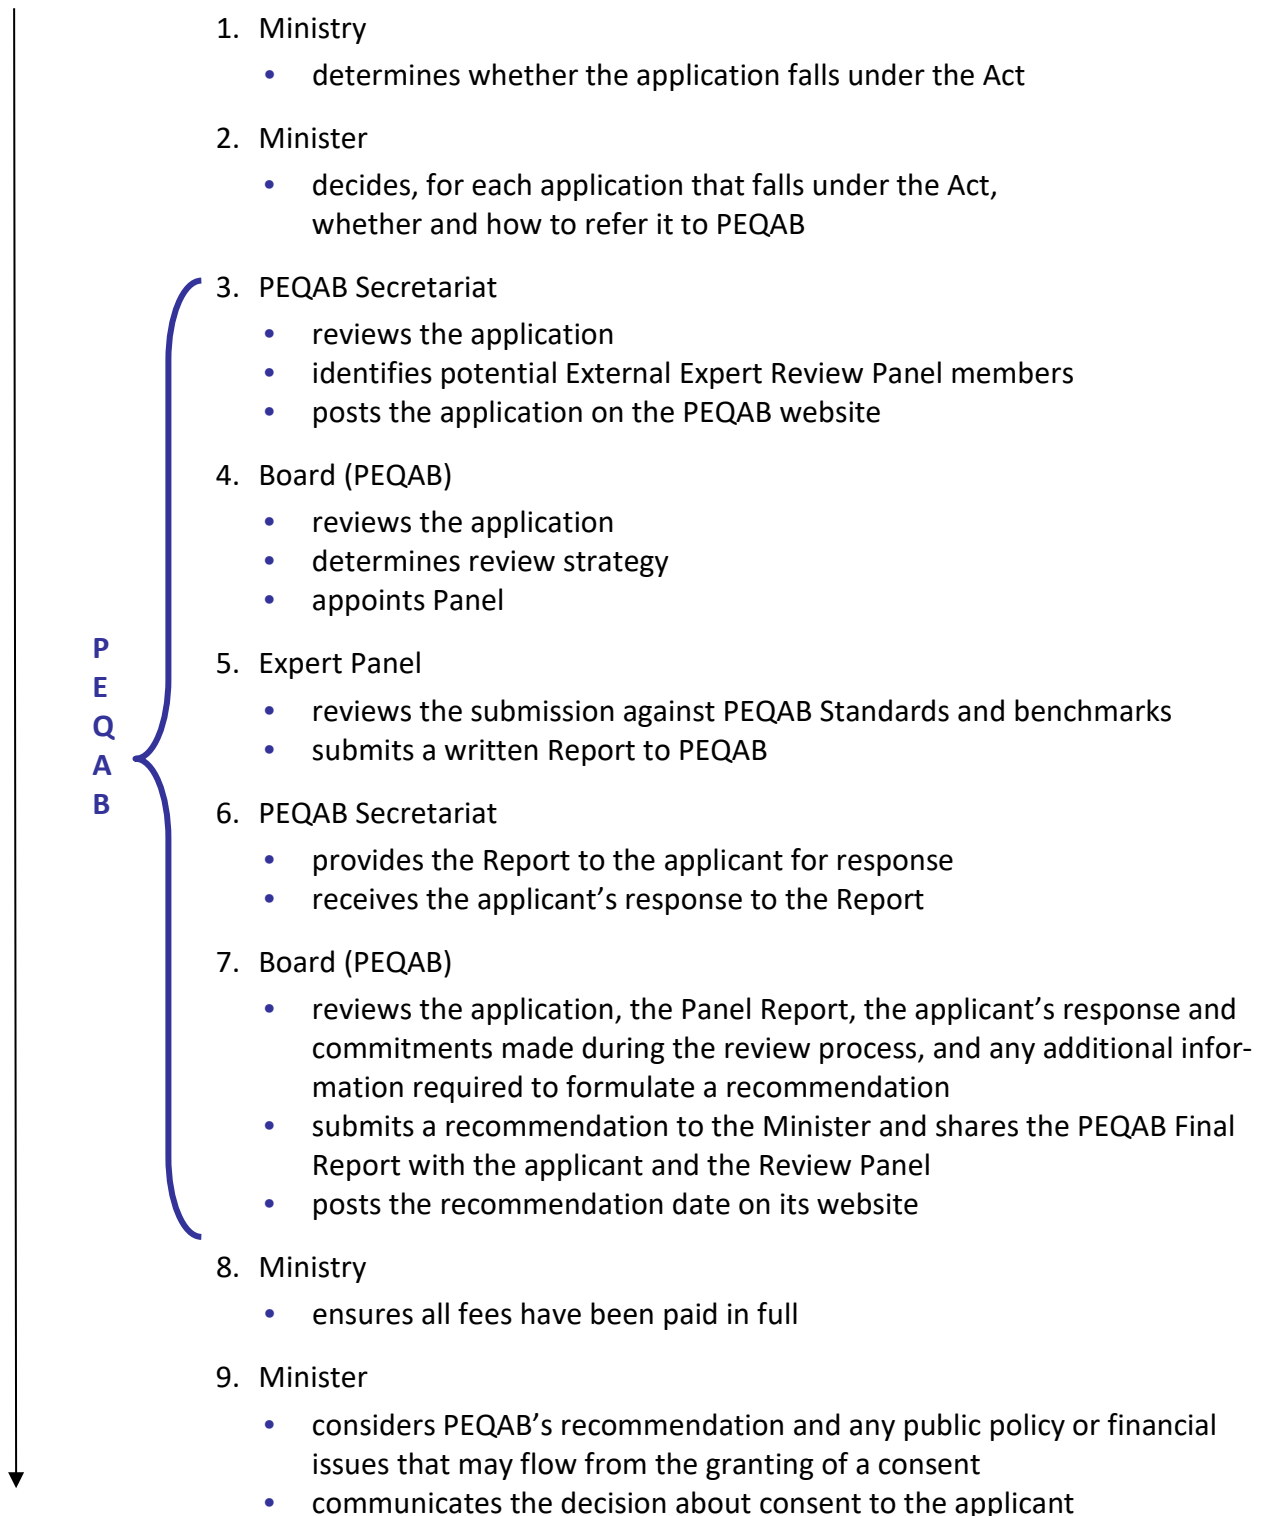 1. Ministry
• determines whether the application falls under the Act
2. Minister
• decides, for each application that falls under the Act,
whether and how to refer it to PEQAB
3. PEQAB Secretariat
• reviews the application
• identifies potential External Expert Review Panel members
• posts the application on the PEQAB website
4. Board (PEQAB)
• reviews the application
• determines review strategy
• appoints Panel
P
E
Q
A
B
5. Expert Panel
• reviews the submission against PEQAB Standards and benchmarks
• submits a written Report to PEQAB
6. PEQAB Secretariat
• provides the Report to the applicant for response
• receives the applicant’s response to the Report
7. Board (PEQAB)
• reviews the application, the Panel Report, the applicant’s response and
commitments made during the review process, and any additional infor-
mation required to formulate a recommendation
• submits a recommendation to the Minister and shares the PEQAB Final
Report with the applicant and the Review Panel
• posts the recommendation date on its website
8. Ministry
• ensures all fees have been paid in full
9. Minister
• considers PEQAB’s recommendation and any public policy or financial
issues that may flow from the granting of a consent
• communicates the decision about consent to the applicant